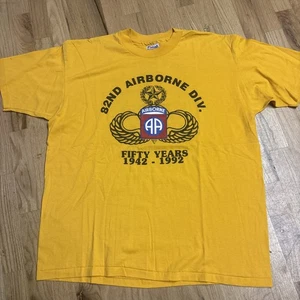 82ND AIRBORNE DIV.
AIRBORNE
AA
FIFTY YEARS
1942 - 1992